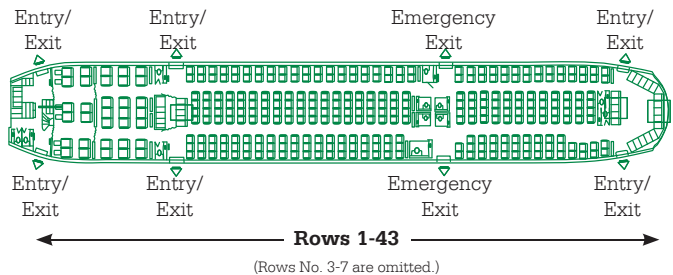 Entry/ Entry/ Emergency Entry/
Exit Exit Exit Exit
Entry/ Entry/ Emergency Entry/
Exit Exit Exit Exit
Rows 1-43
(Rows No. 3-7 are omitted.)